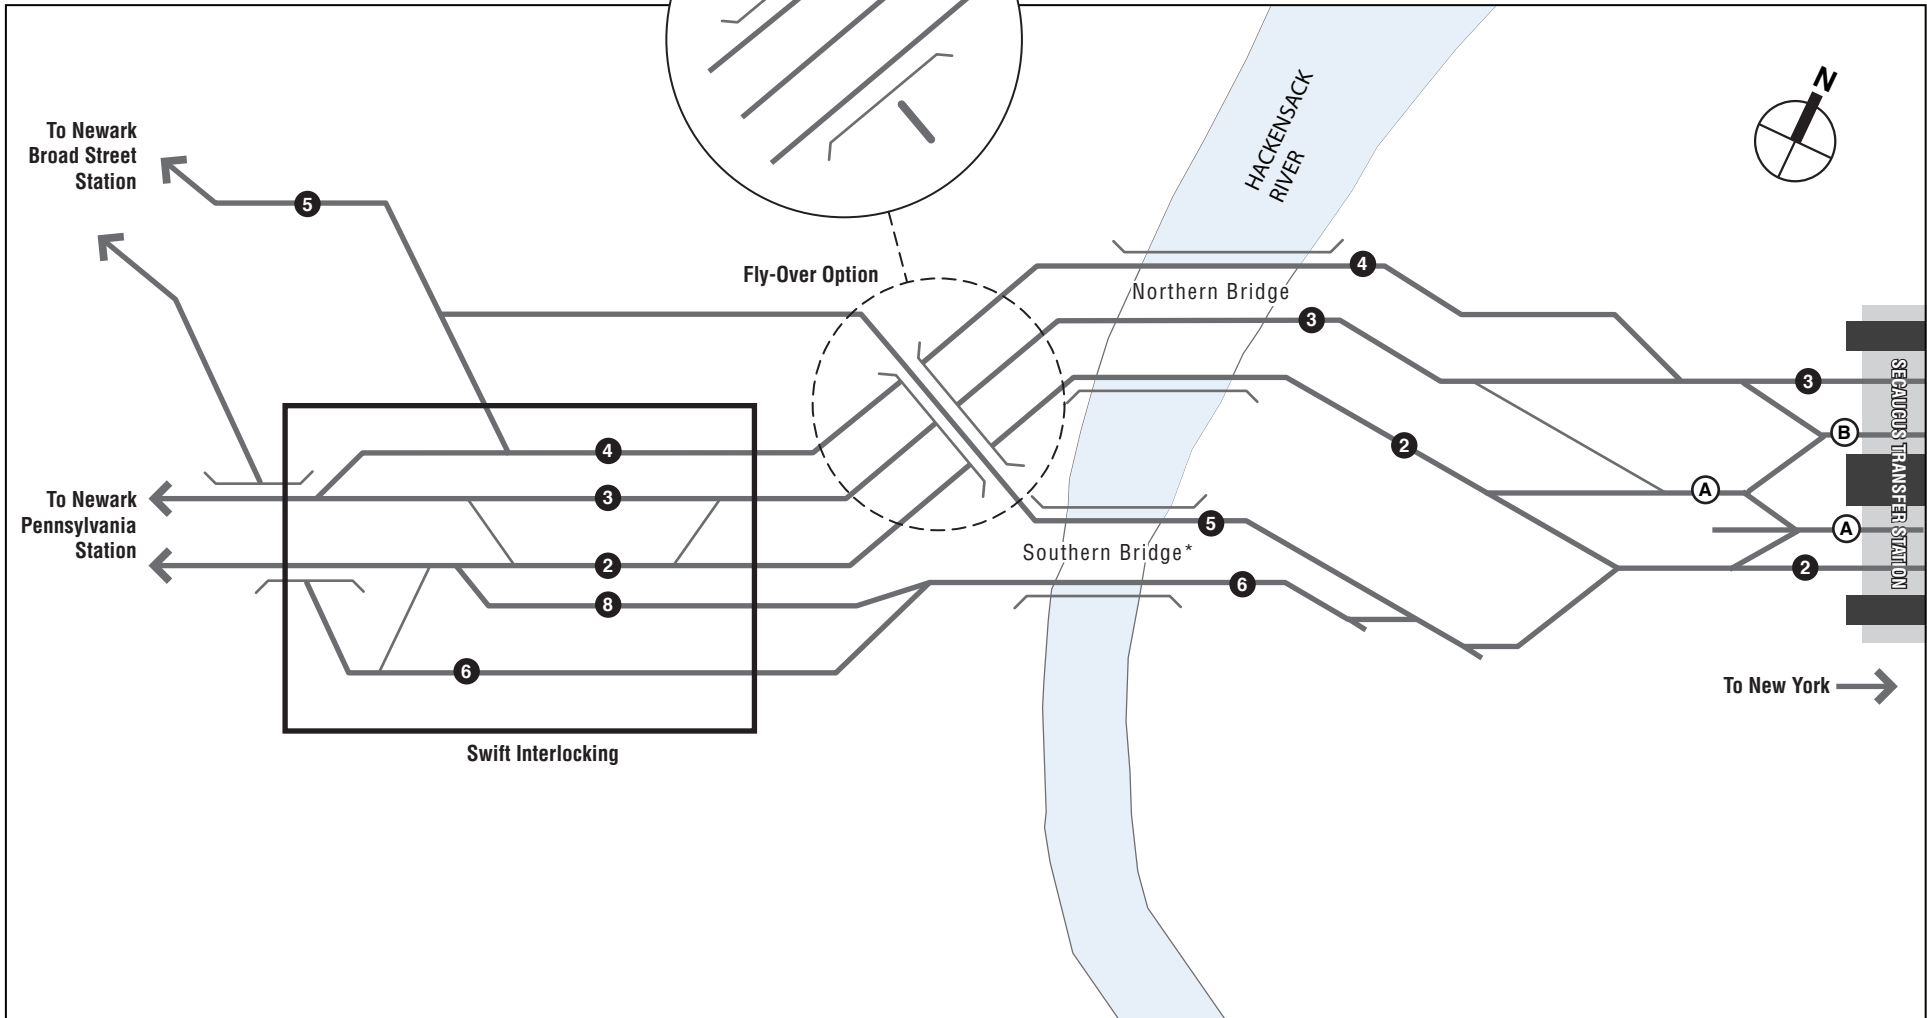 To Newark
Broad Street
Station
5
N
HACKENSACK
RIVER
Fly-Over Option
4
Northern Bridge
3
3
SECAUCUS TRANSFER STATION
B
2
4
A
To Newark
Pennsylvania
Station
3
5
A
Southern Bridge*
2
2
6
8
6
To New York
Swift Interlocking